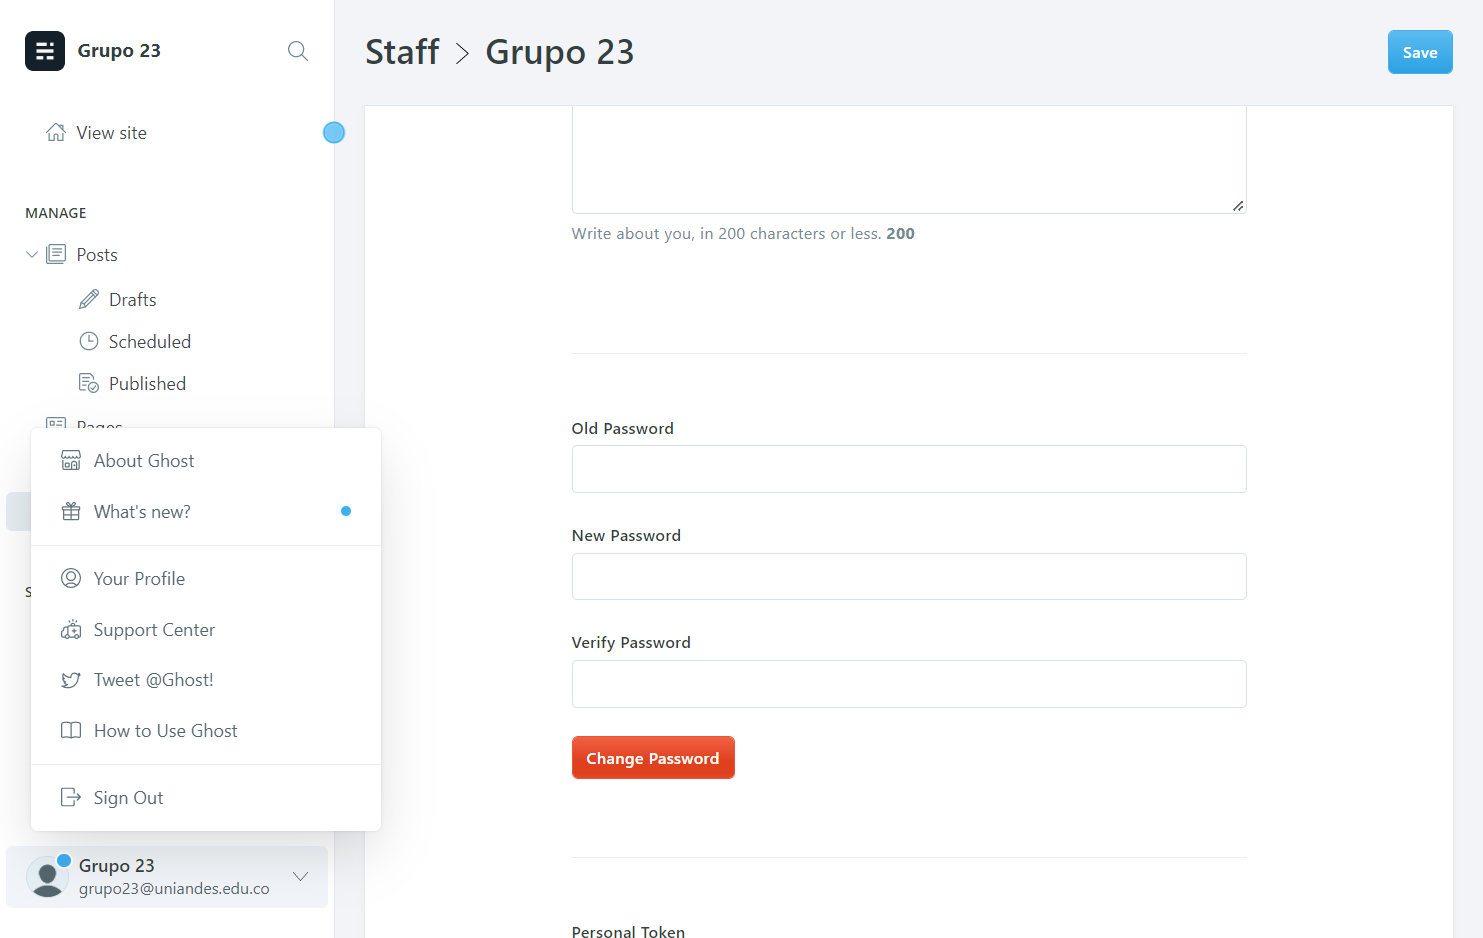 Grupo 23
View site
MANAGE
Posts
Drafts
Scheduled
Published
Pages
About Ghost
What's new?
Your Profile
Support Center
Tweet @Ghost!
How to Use Ghost
Sign Out
Grupo 23
grupo23@uniandes.edu.co
Staff > Grupo 23
Save
Write about you, in 200 characters or less. 200
Old Password
New Password
Verify Password
Change Password
Personal Token